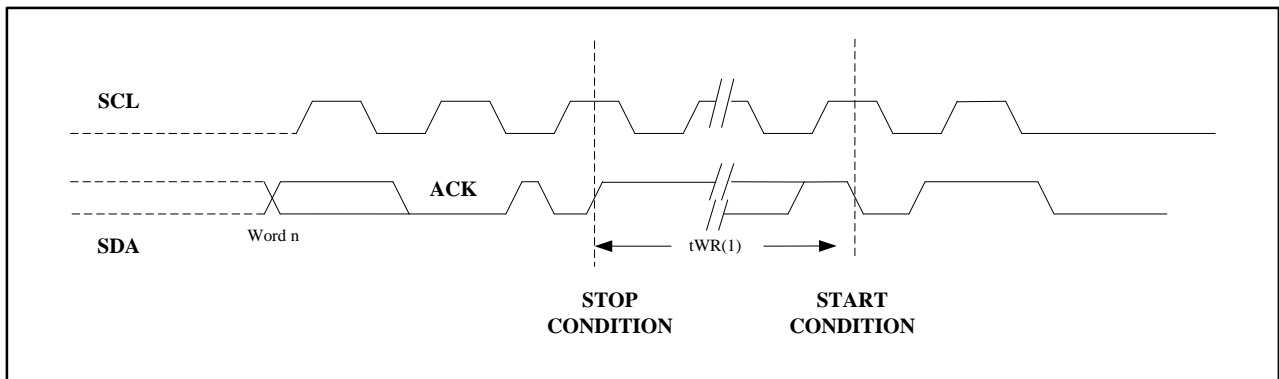 SCL
ACK
SDA
Word n
tWR(1)
STOP
CONDITION
START
CONDITION